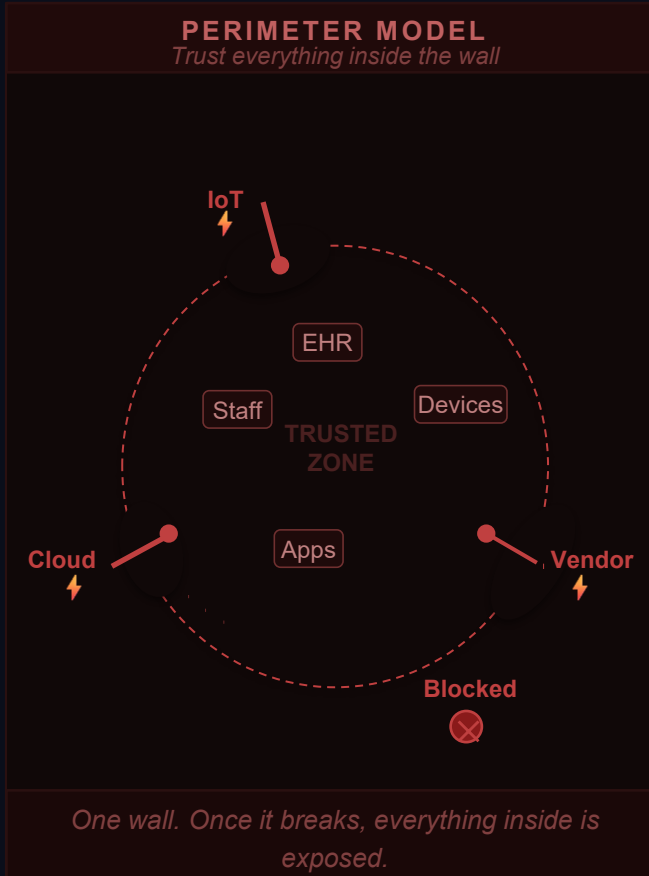 PERIMETER MODEL
Trust everything inside the wall
IoT
EHR
Staff
Devices
TRUSTED
ZONE
Apps
Cloud
Vendor
Blocked
One wall. Once it breaks, everything inside is
exposed.